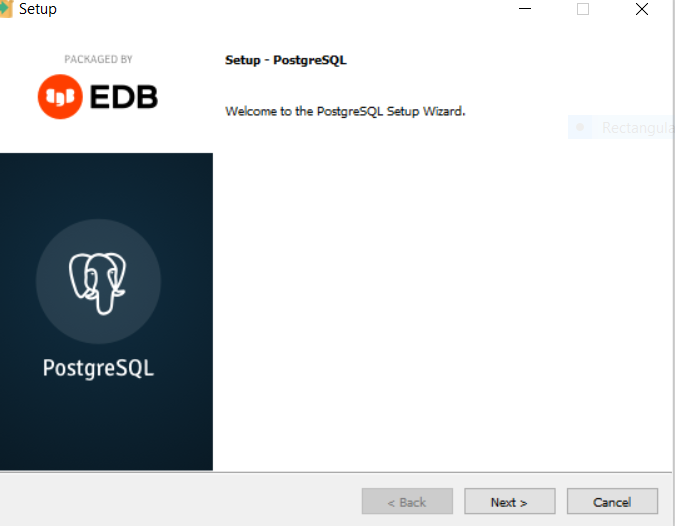 Setup
PACKAGED BY
EDB
Setup - PostgreSQL
Welcome to the PostgreSQL Setup Wizard.
PostgreSQL
< Back
Next >
Cancel